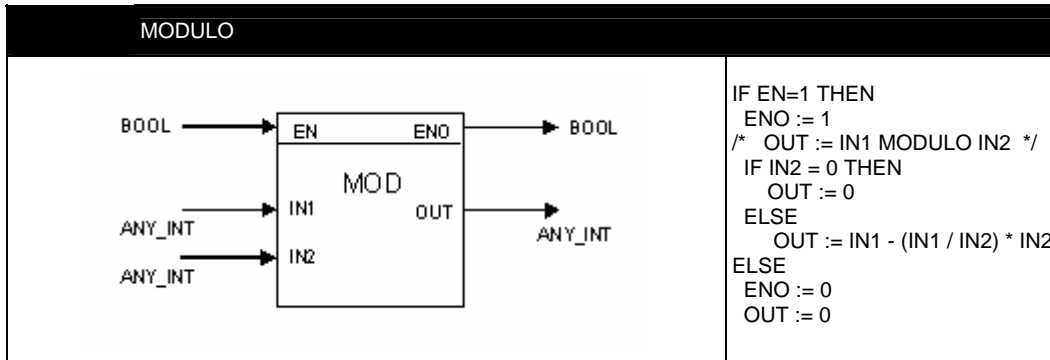 MODULO
BOOL EN ENO BOOL
MOD
IN1 OUT
ANY_INT ANY_INT
IN2
ANY_INT
IF EN=1 THEN
ENO := 1
/* OUT := IN1 MODULO IN2 */
IF IN2 = 0 THEN
OUT := 0
ELSE
OUT := IN1 - (IN1 / IN2) * IN2
ELSE
ENO := 0
OUT := 0